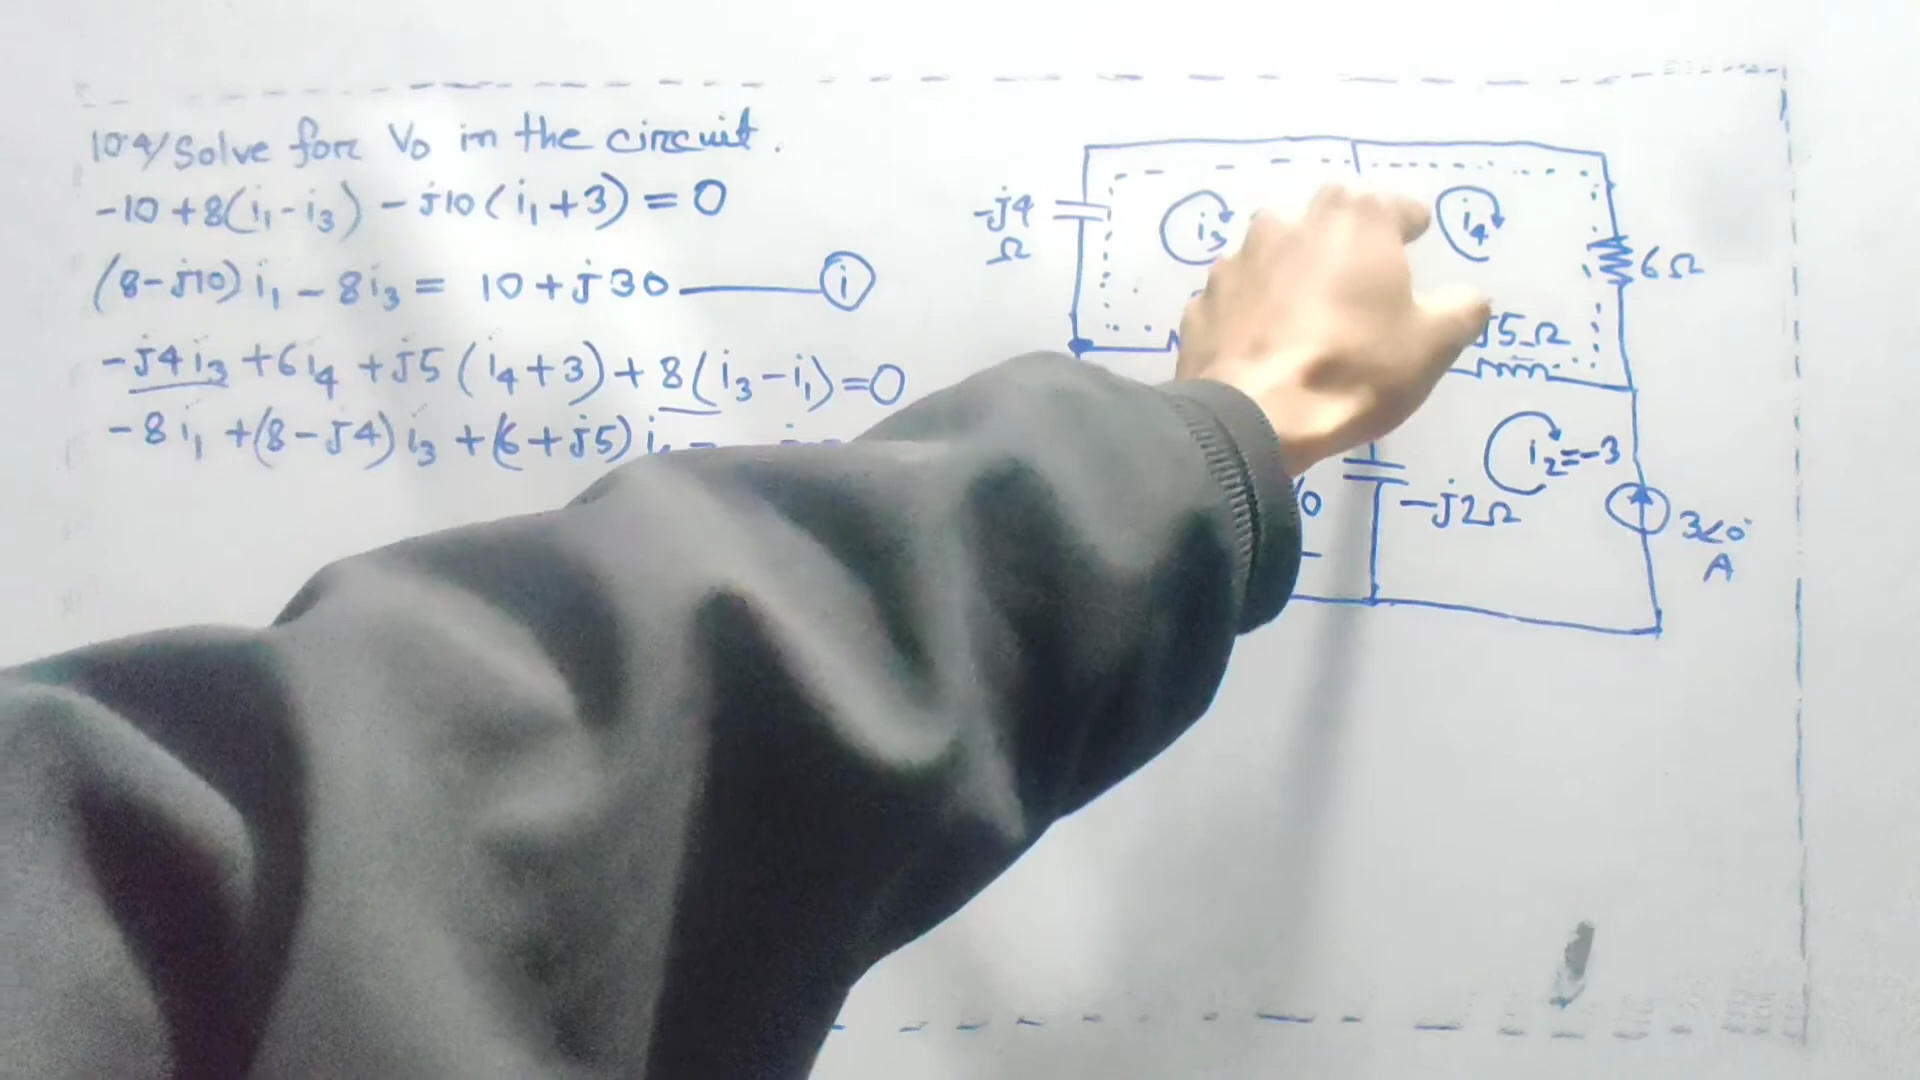 10.4/Solve for V₀ in the circuit.
-10+8(i₁-i₃) -j10(i₁+3)=0
(8-j10)i₁-8i₃= 10+j30 i
-j4i₃+6i₄+j5(i₄+3)+8(i₃-i₁)=0
-8i₁+(8-j4)i₃+(6+j5)i
-j4
Ω
i₃
i₄
6Ω
j5Ω
i₂=-3
-j2Ω
3∠0°
A